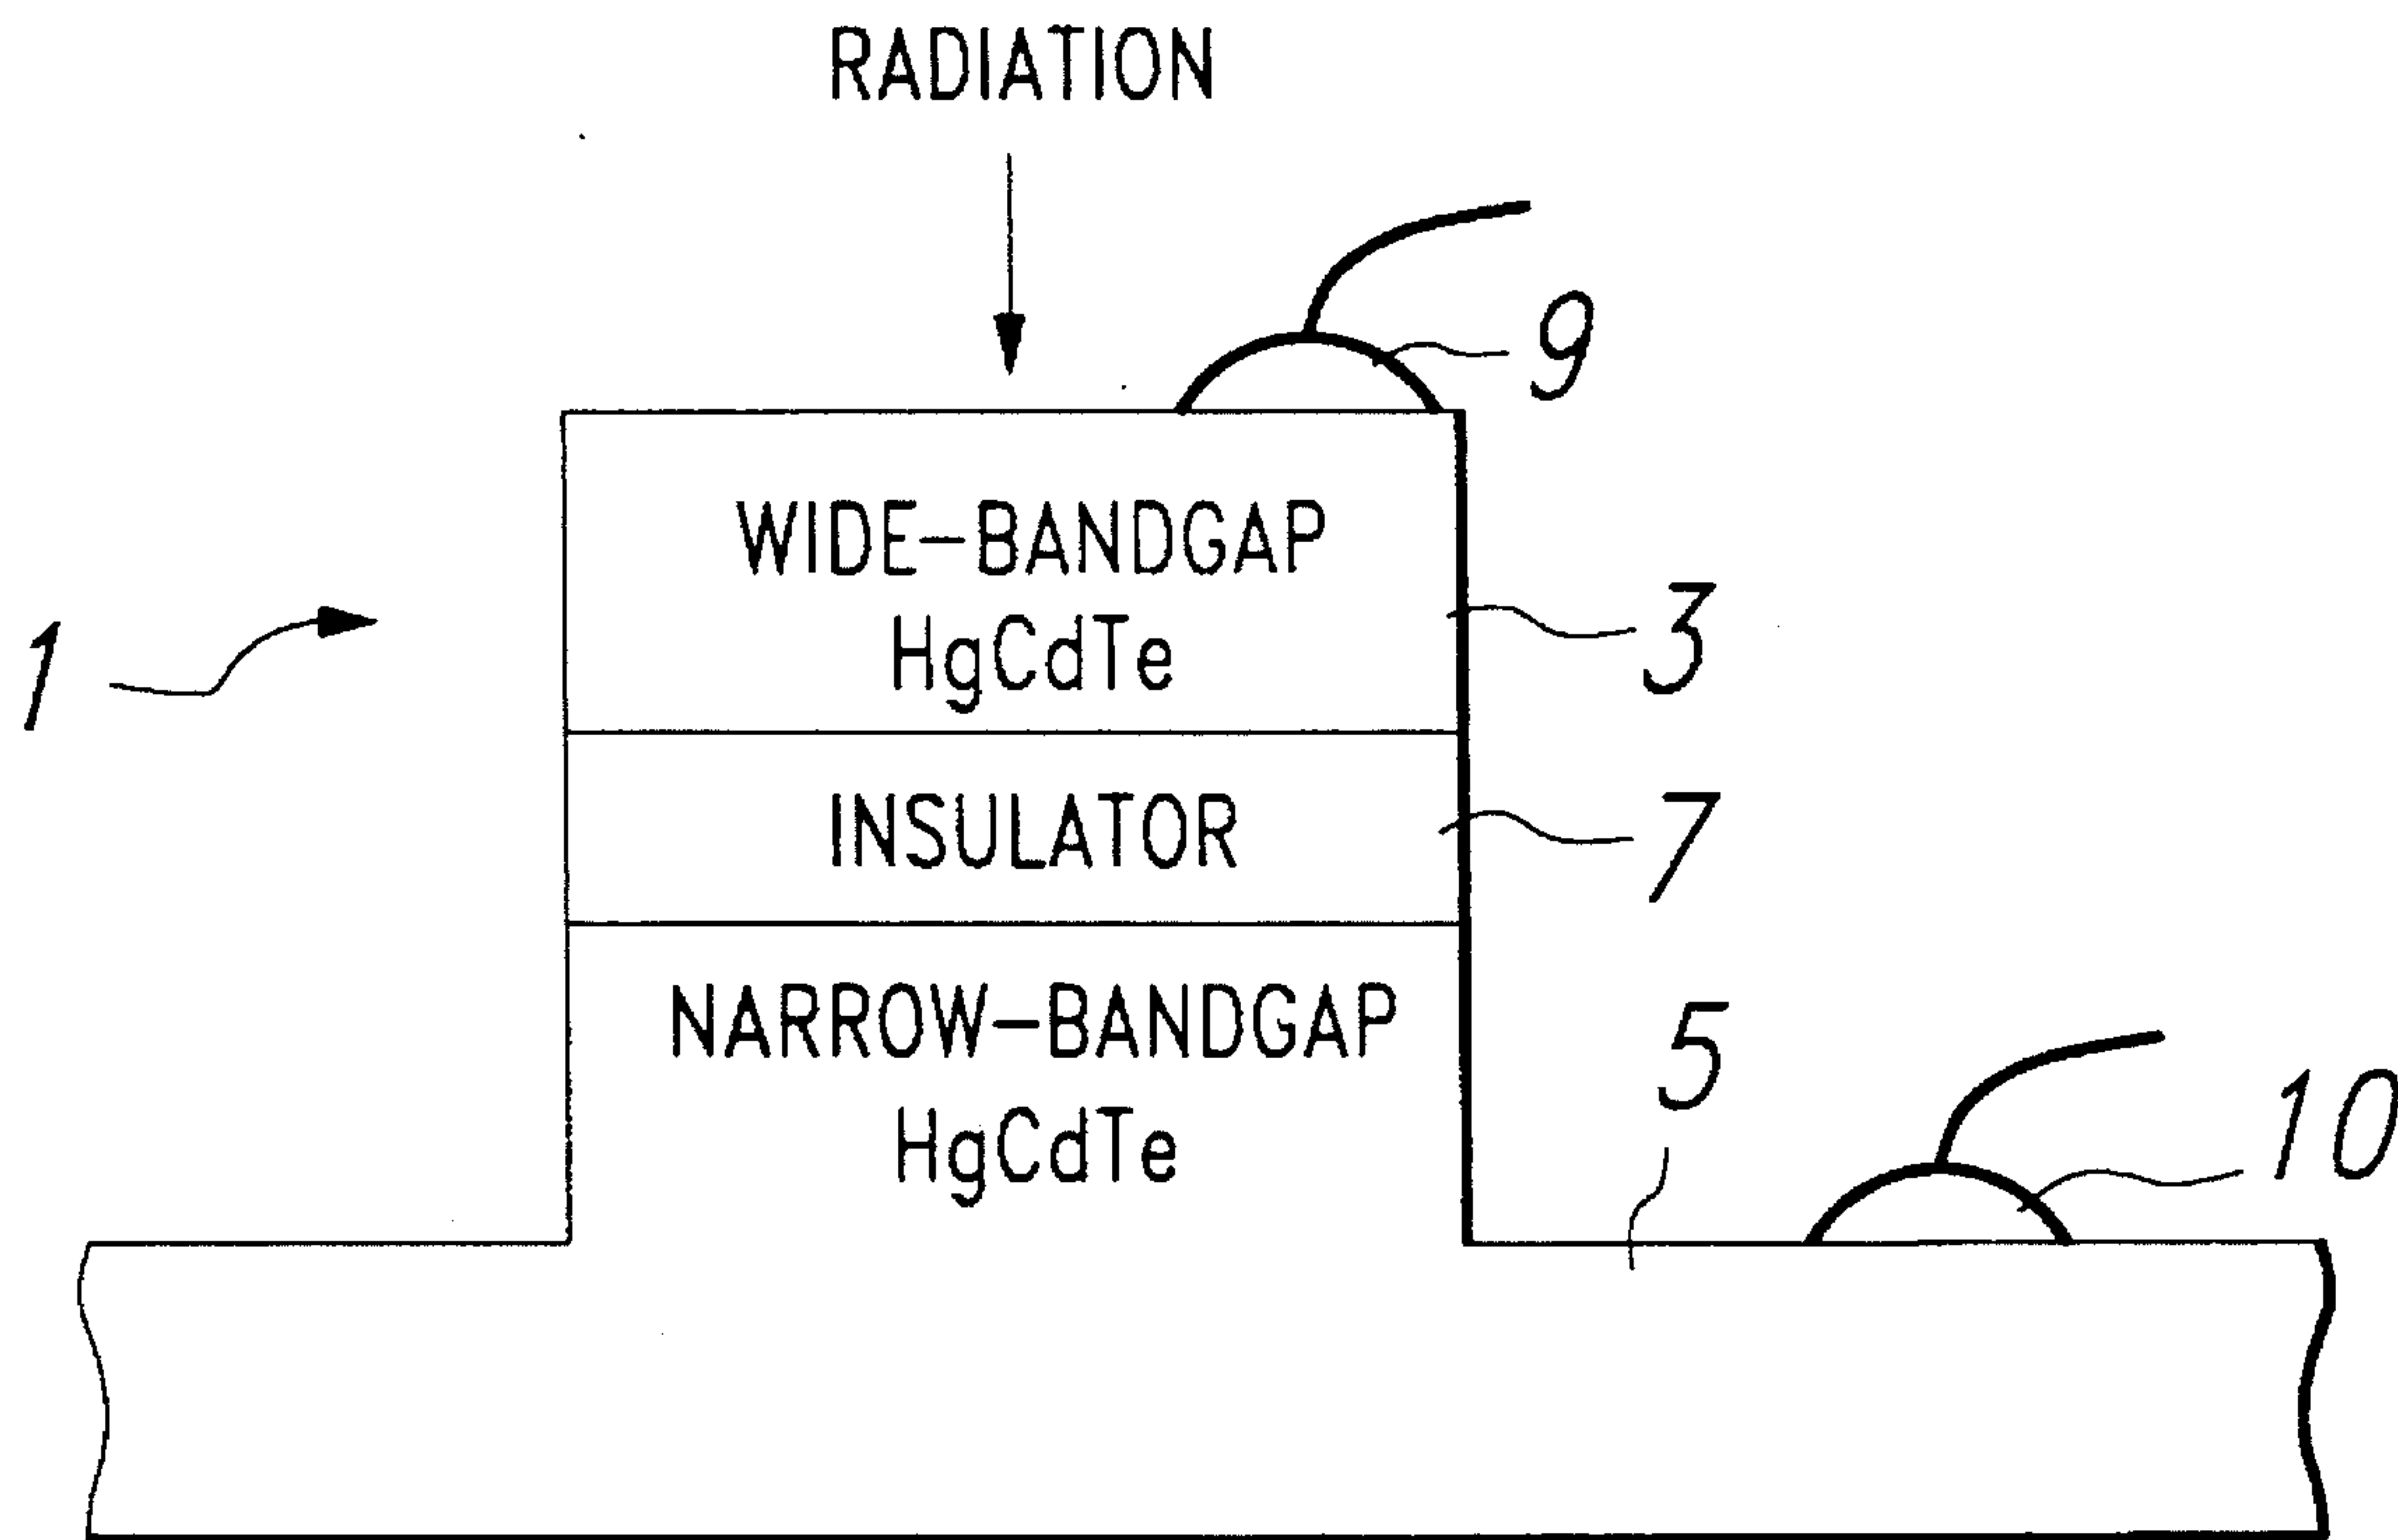 RADIATION
9
WIDE-BANDGAP
HgCdTe
1
3
INSULATOR
7
NARROW-BANDGAP
HgCdTe
5
10